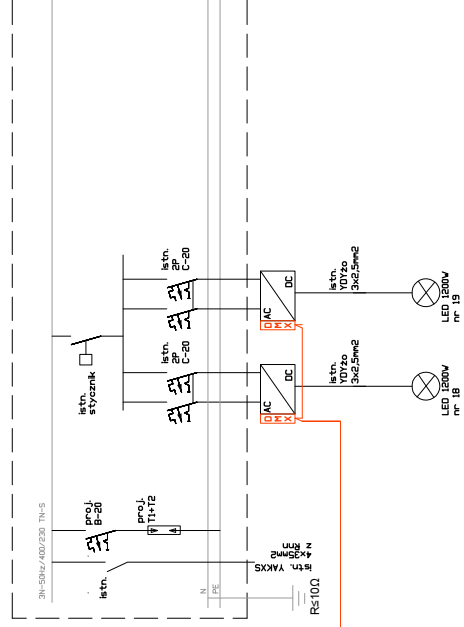 3N-50Hz/400/230 TN-S
istn.
stycznik
istn.
2P
C-20
istn.
2P
C-20
AC
DC
DMX
AC
DC
DMX
istn.
YDYżo
3x2,5mm2
istn.
YDYżo
3x2,5mm2
LED 1200W
nr 19
LED 1200W
nr 18
proj.
B-20
proj.
T1+T2
istn.
N
PE
istn. YAKXS
4x35mm2
z Rnn
R≤10Ω